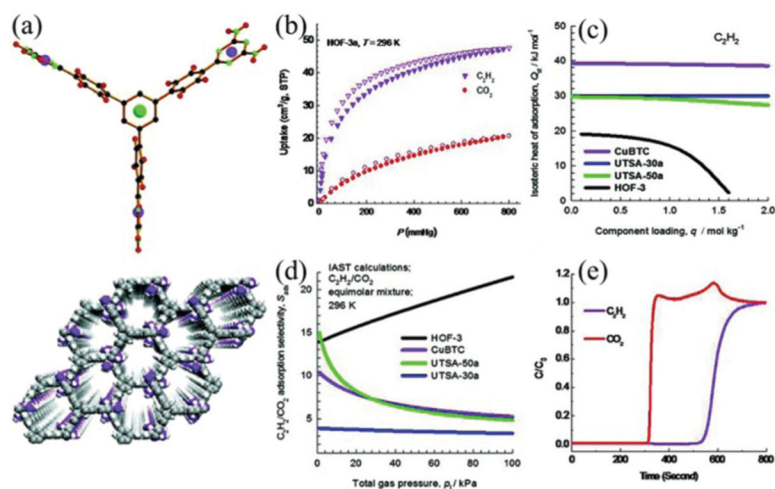 (a)
(b)
HOF-3a, T = 296 K
C₂H₂
CO₂
Uptake (cm³/g, STP)
50
40
30
20
10
0
0 200 400 600 800
P (mmHg)
(c)
C₂H₂
Isosteric heat of adsorption, Qst / kJ mol⁻¹
50
40
30
20
10
0
CuBTC
UTSA-30a
UTSA-50a
HOF-3
0.0 0.5 1.0 1.5 2.0
Component loading, q / mol kg⁻¹
(d)
IAST calculations;
C₂H₂/CO₂
equimolar mixture;
296 K
C₂H₂/CO₂ adsorption selectivity, Sads
25
20
15
10
5
HOF-3
CuBTC
UTSA-50a
UTSA-30a
0 20 40 60 80 100
Total gas pressure, pt / kPa
(e)
C₂H₂
CO₂
C/C₀
1.2
1.0
0.8
0.6
0.4
0.2
0.0
0 200 400 600 800
Time (Second)